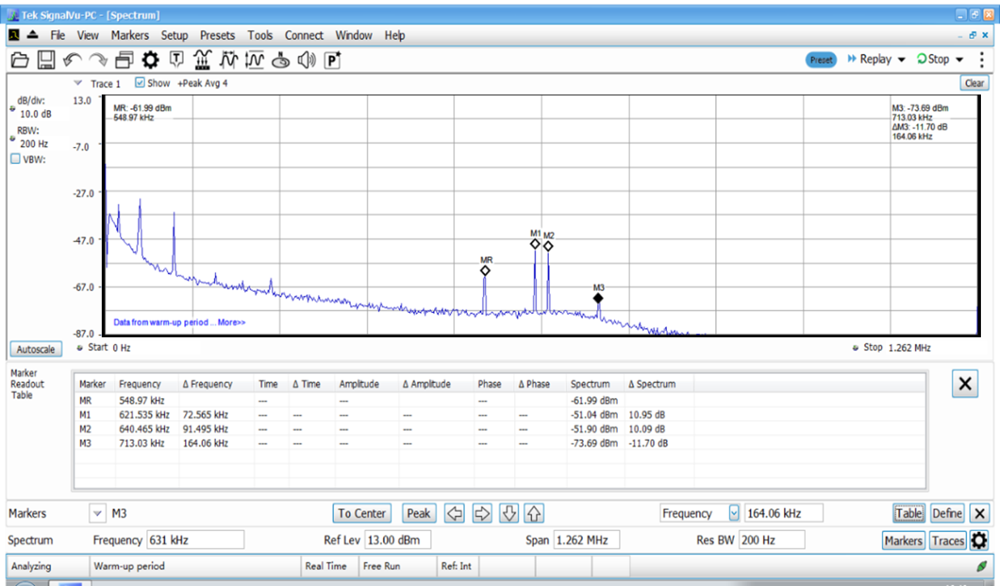 Tek SignalVu-PC - [Spectrum]
File View Markers Setup Presets Tools Connect Window Help
T P Preset Replay Stop
Trace 1 Show +Peak Avg 4 Clear
dB/div:
10.0 dB
RBW:
200 Hz
VBW:
13.0
-7.0
-27.0
-47.0
-67.0
-87.0
MR: -61.99 dBm
548.97 kHz
M3: -73.69 dBm
713.03 kHz
ΔM3: -11.70 dB
164.06 kHz
M1 M2
MR
M3
Data from warm-up period ... More>>
Autoscale Start 0 Hz Stop 1.262 MHz
Marker
Readout
Table
Marker Frequency Δ Frequency Time Δ Time Amplitude Δ Amplitude Phase Δ Phase Spectrum Δ Spectrum
MR 548.97 kHz --- --- --- -61.99 dBm
M1 621.535 kHz 72.565 kHz --- --- --- --- --- --- -51.04 dBm 10.95 dB
M2 640.465 kHz 91.495 kHz --- --- --- --- --- --- -51.90 dBm 10.09 dB
M3 713.03 kHz 164.06 kHz --- --- --- --- --- --- -73.69 dBm -11.70 dB
Markers M3 To Center Peak Frequency 164.06 kHz Table Define X
Spectrum Frequency 631 kHz Ref Lev 13.00 dBm Span 1.262 MHz Res BW 200 Hz Markers Traces
Analyzing Warm-up period Real Time Free Run Ref: Int